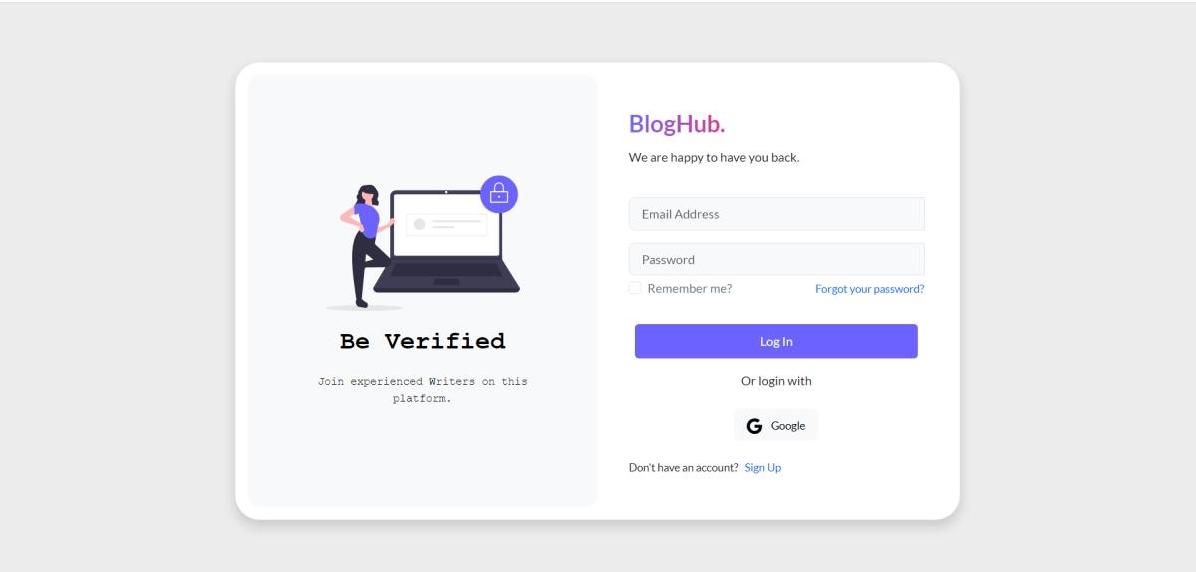 Be Verified
Join experienced Writers on this
platform.
BlogHub.
We are happy to have you back.
Email Address
Password
Remember me?
Forgot your password?
Log In
Or login with
Google
Don't have an account? Sign Up